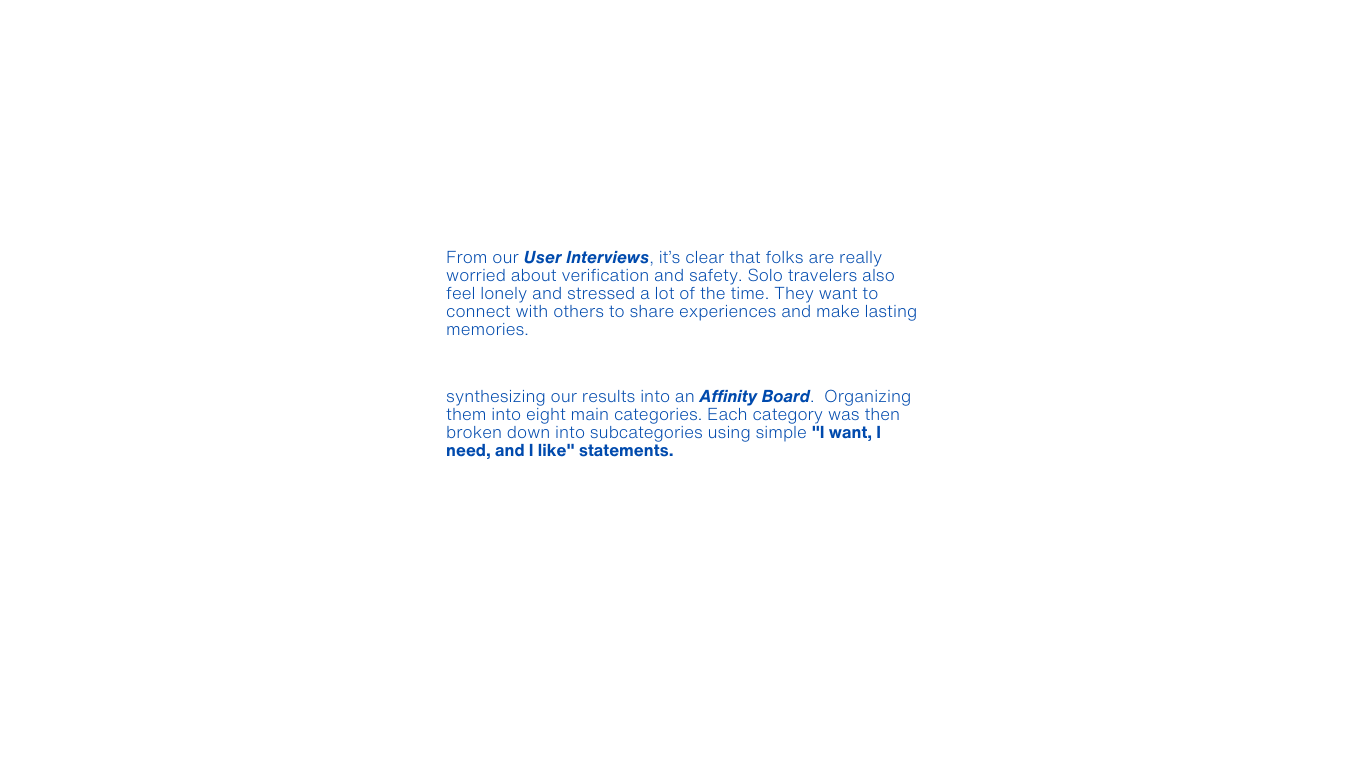 From our User Interviews, it’s clear that folks are really
worried about verification and safety. Solo travelers also
feel lonely and stressed a lot of the time. They want to
connect with others to share experiences and make lasting
memories.
synthesizing our results into an Affinity Board.  Organizing
them into eight main categories. Each category was then
broken down into subcategories using simple "I want, I
need, and I like" statements.